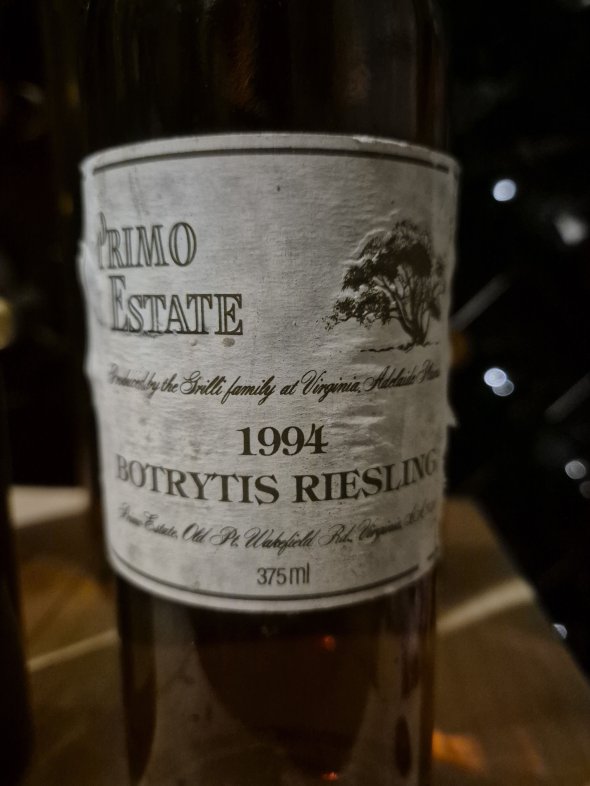 PRIMO
ESTATE
Produced by the Grilli family at Virginia, Adelaide Plains
1994
BOTRYTIS RIESLING
Primo Estate, Old Pt. Wakefield Rd., Virginia,
375ml